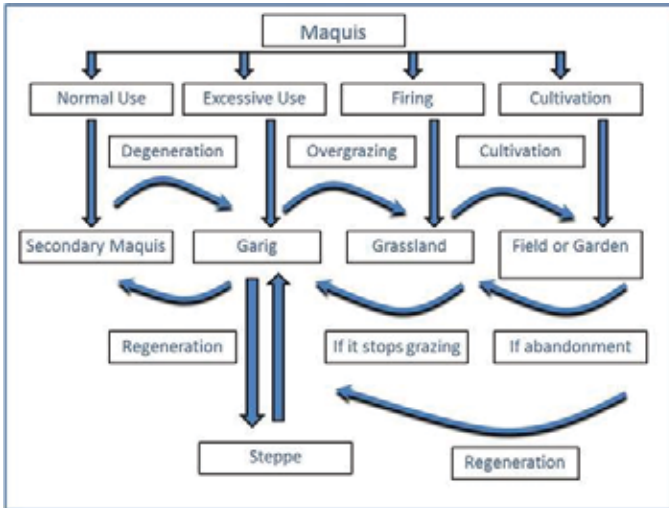 Maquis
Normal Use
Excessive Use
Firing
Cultivation
Degeneration
Overgrazing
Cultivation
Secondary Maquis
Garig
Grassland
Field or Garden
Regeneration
If it stops grazing
If abandonment
Steppe
Regeneration